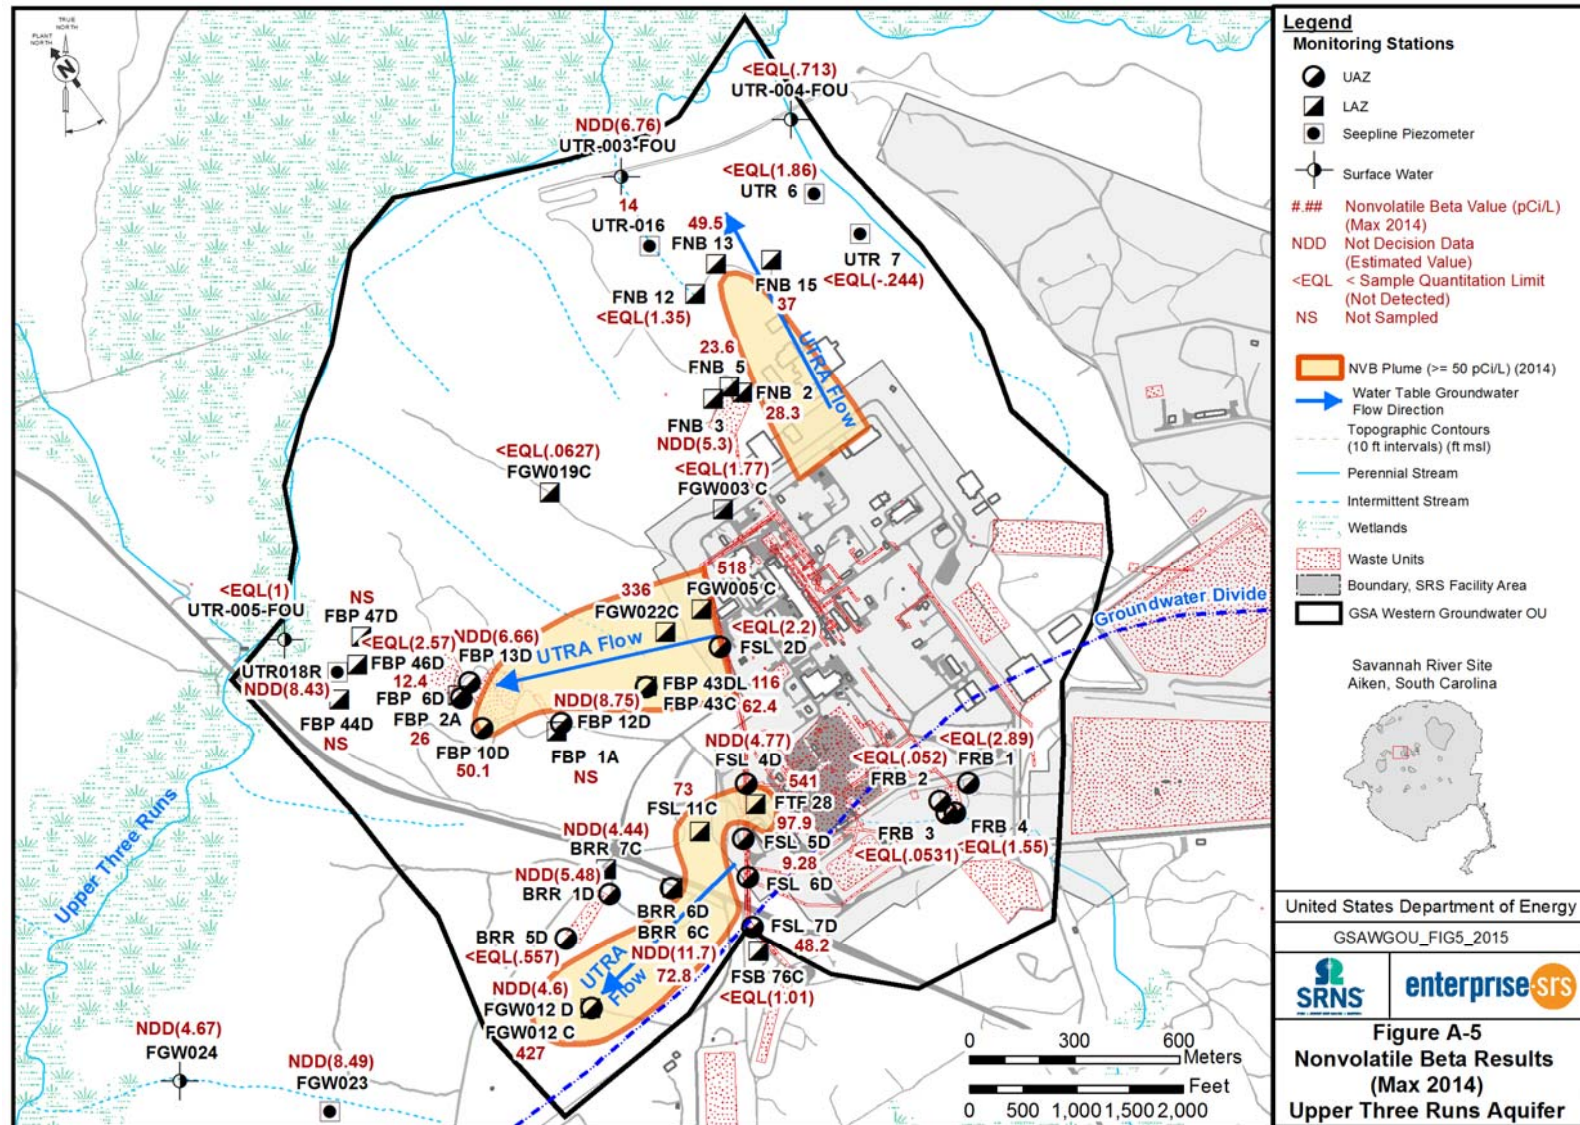 TRUE
NORTH
PLANT
NORTH
N
<EQL(.713)
UTR-004-FOU
NDD(6.76)
UTR-003-FOU
<EQL(1.86)
UTR 6
14
UTR-016
49.5
FNB 13
UTR 7
<EQL(-.244)
FNB 15
37
FNB 12
<EQL(1.35)
UTRA Flow
23.6
FNB 5
FNB 2
28.3
FNB 3
NDD(5.3)
<EQL(.0627)
FGW019C
<EQL(1.77)
FGW003 C
518
FGW005 C
336
FGW022C
<EQL(2.2)
FSL 2D
UTRA Flow
Groundwater Divide
<EQL(1)
UTR-005-FOU
NS
FBP 47D
<EQL(2.57)
FBP 46D
NDD(6.66)
FBP 13D
UTR018R
NDD(8.43)
12.4
FBP 6D
FBP 2A
26
FBP 44D
NS
FBP 10D
50.1
FBP 43DL 116
FBP 43C
62.4
NDD(8.75)
FBP 12D
FBP 1A
NS
NDD(4.77)
FSL 4D
541
FTF 28
97.9
FSL 5D
9.28
FSL 6D
<EQL(2.89)
FRB 1
<EQL(.052)
FRB 2
FRB 3
<EQL(.0531)
FRB 4
<EQL(1.55)
73
FSL 11C
NDD(4.44)
BRR 7C
NDD(5.48)
BRR 1D
BRR 6D
BRR 6C
NDD(11.7)
72.8
BRR 5D
<EQL(.557)
UTRA
Flow
FSL 7D
48.2
FSB 76C
<EQL(1.01)
NDD(4.6)
FGW012 D
FGW012 C
427
Upper Three Runs
NDD(4.67)
FGW024
NDD(8.49)
FGW023
0 300 600
Meters
Feet
0 500 1,000 1,500 2,000
Legend
Monitoring Stations
UAZ
LAZ
Seepline Piezometer
Surface Water
#.## Nonvolatile Beta Value (pCi/L)
(Max 2014)
NDD Not Decision Data
(Estimated Value)
<EQL < Sample Quantitation Limit
(Not Detected)
NS Not Sampled
NVB Plume (>= 50 pCi/L) (2014)
Water Table Groundwater
Flow Direction
Topographic Contours
(10 ft intervals) (ft msl)
Perennial Stream
Intermittent Stream
Wetlands
Waste Units
Boundary, SRS Facility Area
GSA Western Groundwater OU
Savannah River Site
Aiken, South Carolina
United States Department of Energy
GSAWGOU_FIG5_2015
SRNS
enterprise.srs
Figure A-5
Nonvolatile Beta Results
(Max 2014)
Upper Three Runs Aquifer